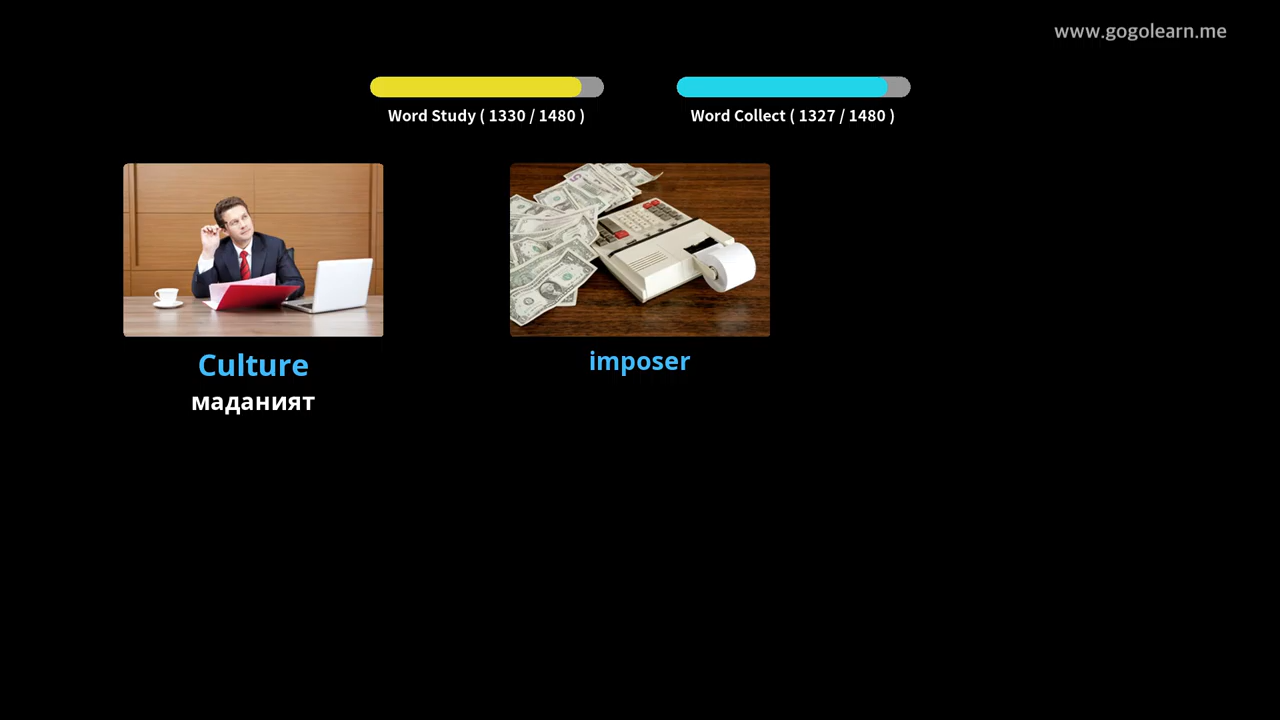 www.gogolearn.me
Word Study ( 1330 / 1480 )
Word Collect ( 1327 / 1480 )
Culture
маданият
imposer